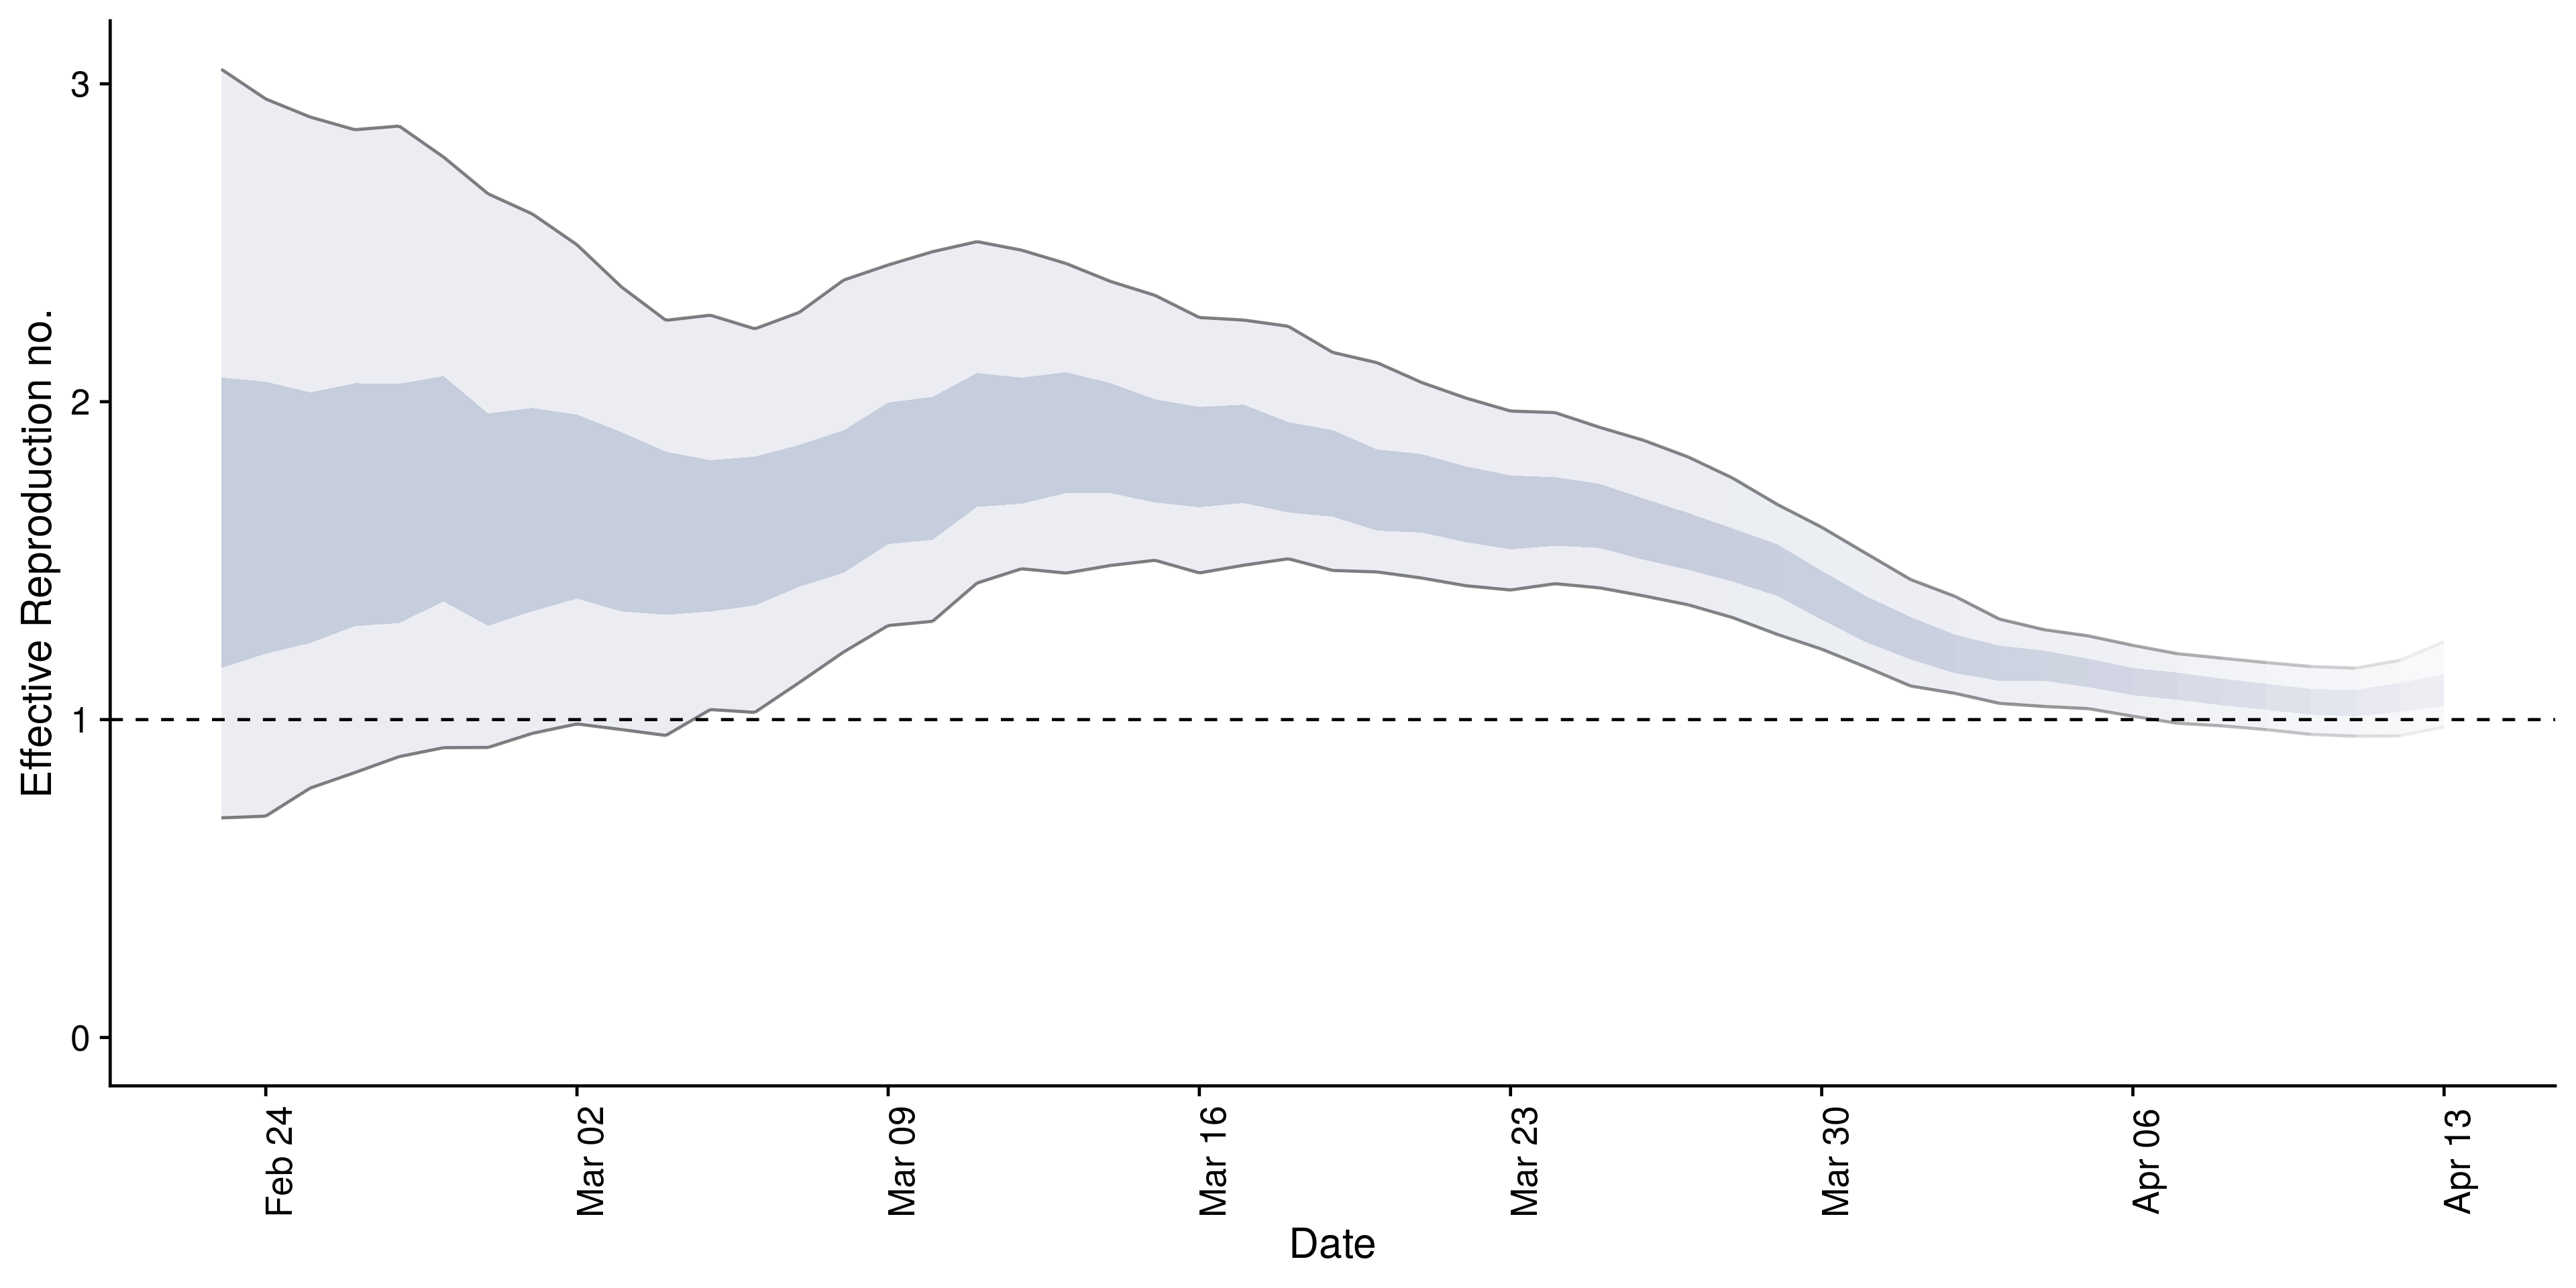 Effective Reproduction no.
3
2
1
0
Feb 24
Mar 02
Mar 09
Mar 16
Mar 23
Mar 30
Apr 06
Apr 13
Date